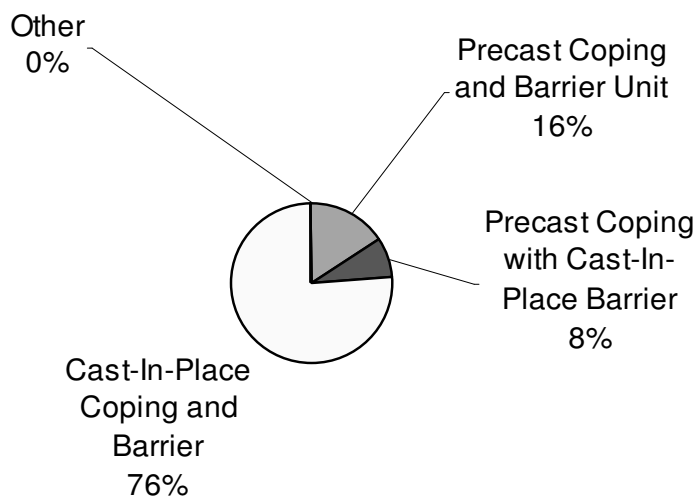 Other
0%
Precast Coping
and Barrier Unit
16%
Precast Coping
with Cast-In-
Place Barrier
8%
Cast-In-Place
Coping and
Barrier
76%